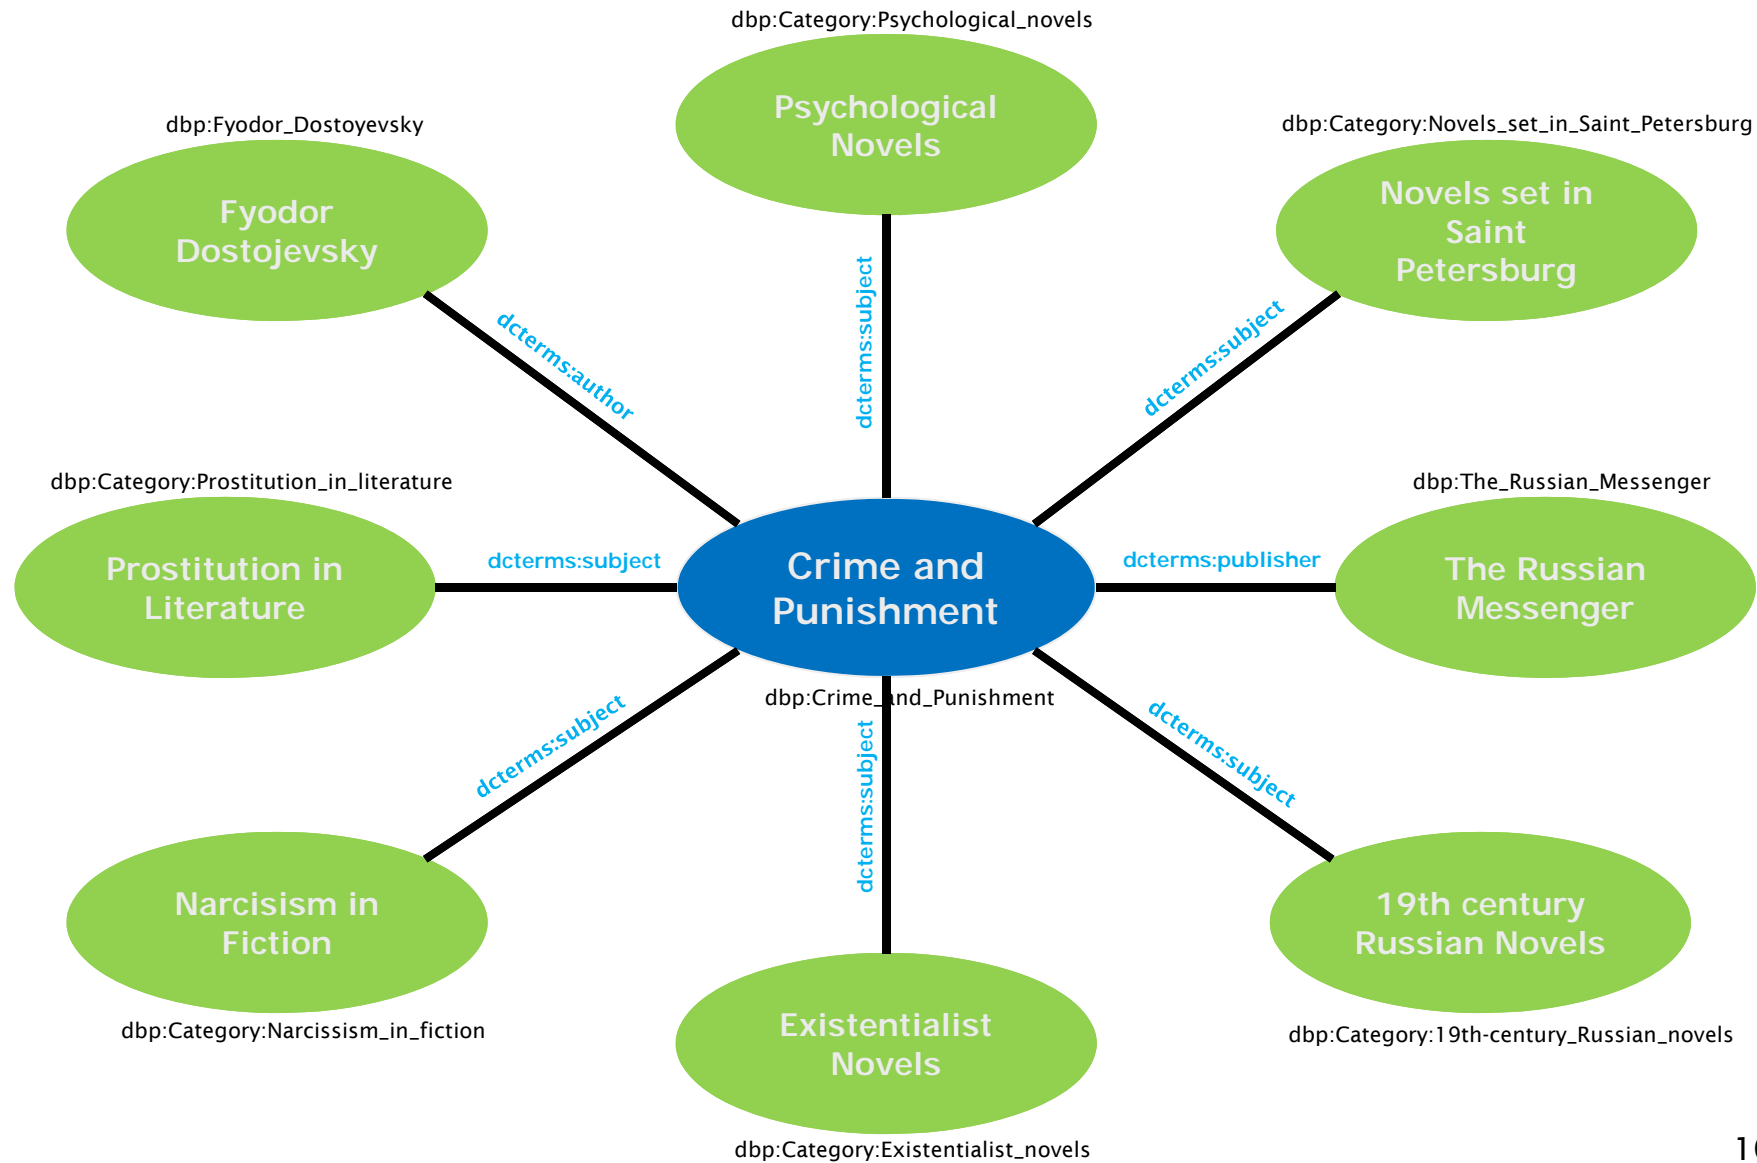 dbp:Category:Psychological_novels
Psychological
Novels
dbp:Fyodor_Dostoyevsky
Fyodor
Dostojevsky
dbp:Category:Novels_set_in_Saint_Petersburg
Novels set in
Saint
Petersburg
dcterms:author
dcterms:subject
dcterms:subject
dbp:Category:Prostitution_in_literature
Prostitution in
Literature
dcterms:subject
Crime and
Punishment
dbp:Crime_and_Punishment
dcterms:publisher
dbp:The_Russian_Messenger
The Russian
Messenger
dcterms:subject
dcterms:subject
dcterms:subject
Narcisism in
Fiction
dbp:Category:Narcissism_in_fiction
Existentialist
Novels
dbp:Category:Existentialist_novels
19th century
Russian Novels
dbp:Category:19th-century_Russian_novels